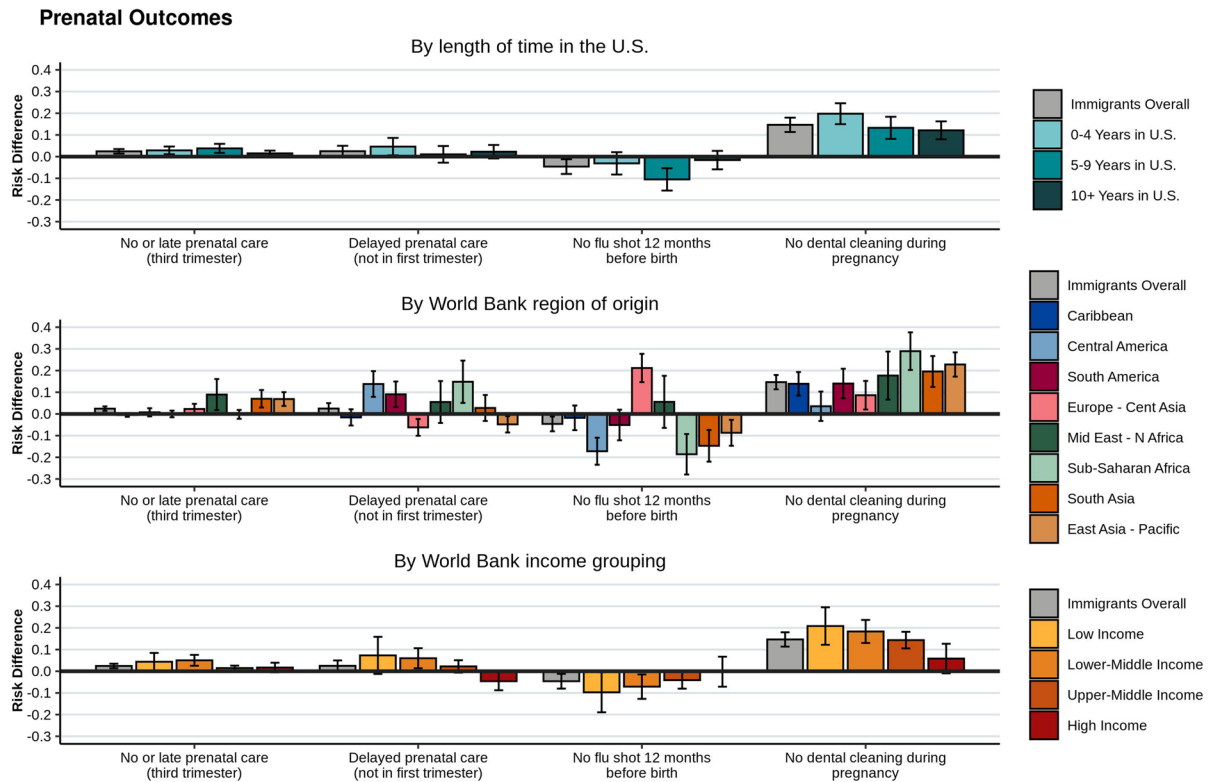 Prenatal Outcomes
By length of time in the U.S.
Risk Difference
0.4
0.3
0.2
0.1
0.0
-0.1
-0.2
-0.3
No or late prenatal care
(third trimester)
Delayed prenatal care
(not in first trimester)
No flu shot 12 months
before birth
No dental cleaning during
pregnancy
Immigrants Overall
0-4 Years in U.S.
5-9 Years in U.S.
10+ Years in U.S.
By World Bank region of origin
Risk Difference
0.4
0.3
0.2
0.1
0.0
-0.1
-0.2
-0.3
No or late prenatal care
(third trimester)
Delayed prenatal care
(not in first trimester)
No flu shot 12 months
before birth
No dental cleaning during
pregnancy
Immigrants Overall
Caribbean
Central America
South America
Europe - Cent Asia
Mid East - N Africa
Sub-Saharan Africa
South Asia
East Asia - Pacific
By World Bank income grouping
Risk Difference
0.4
0.3
0.2
0.1
0.0
-0.1
-0.2
-0.3
No or late prenatal care
(third trimester)
Delayed prenatal care
(not in first trimester)
No flu shot 12 months
before birth
No dental cleaning during
pregnancy
Immigrants Overall
Low Income
Lower-Middle Income
Upper-Middle Income
High Income